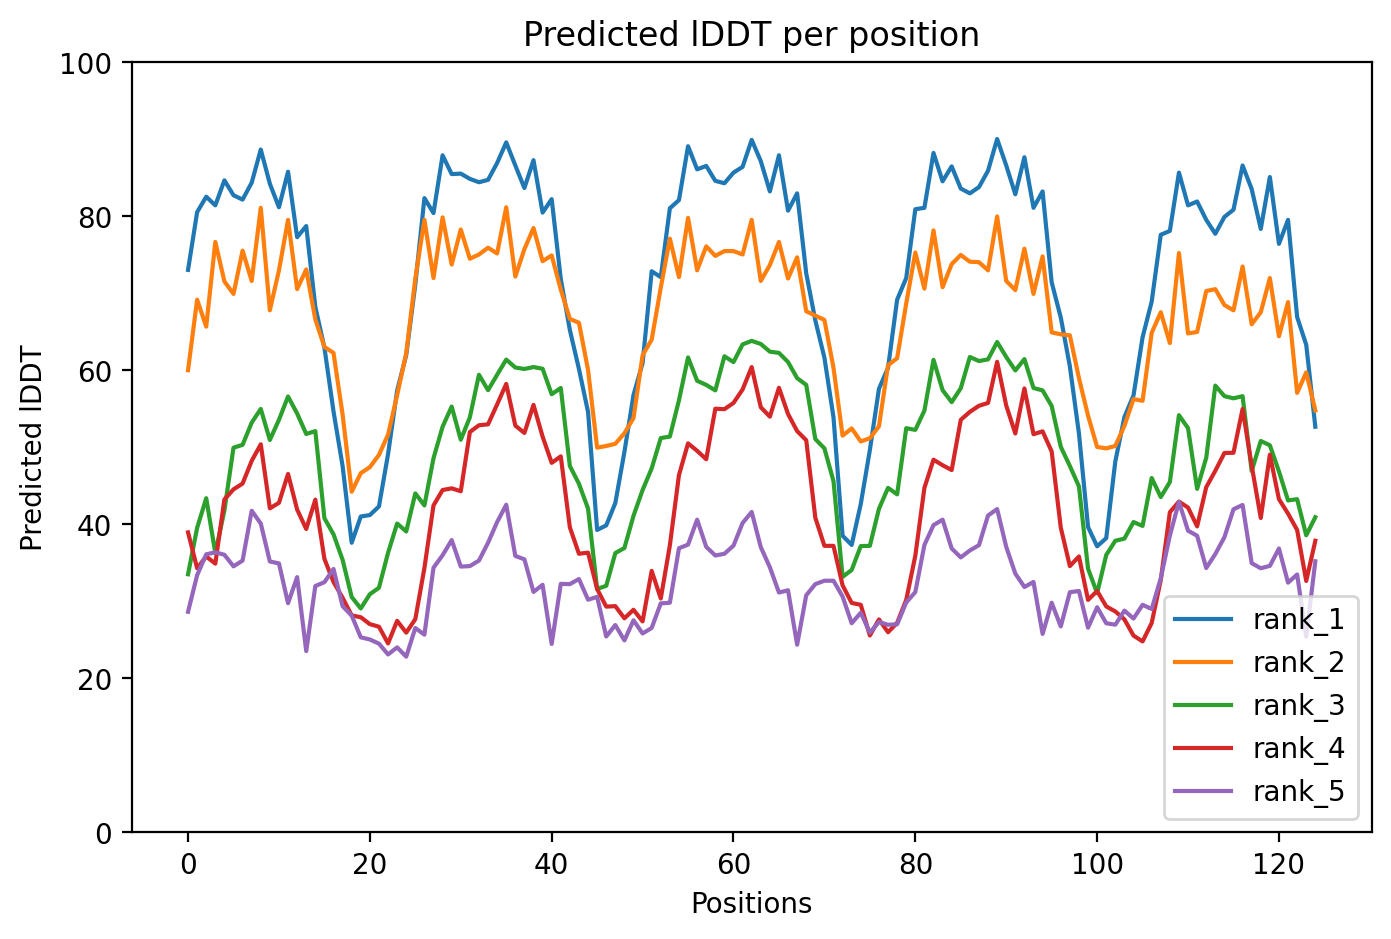 Predicted lDDT per position
Predicted lDDT
100
80
60
40
20
0
0 20 40 60 80 100 120
Positions
rank_1
rank_2
rank_3
rank_4
rank_5